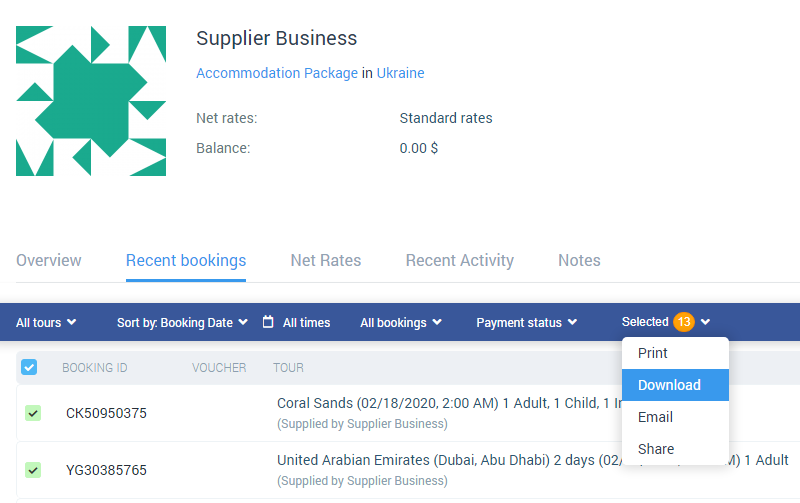 Supplier Business
Accommodation Package in Ukraine
Net rates: Standard rates
Balance: 0.00 $
Overview Recent bookings Net Rates Recent Activity Notes
All tours Sort by: Booking Date All times All bookings Payment status Selected 13
Print
Download
Email
Share
BOOKING ID VOUCHER TOUR
CK50950375 Coral Sands (02/18/2020, 2:00 AM) 1 Adult, 1 Child, 1
(Supplied by Supplier Business)
YG30385765 United Arabian Emirates (Dubai, Abu Dhabi) 2 days (02/ M) 1 Adult
(Supplied by Supplier Business)